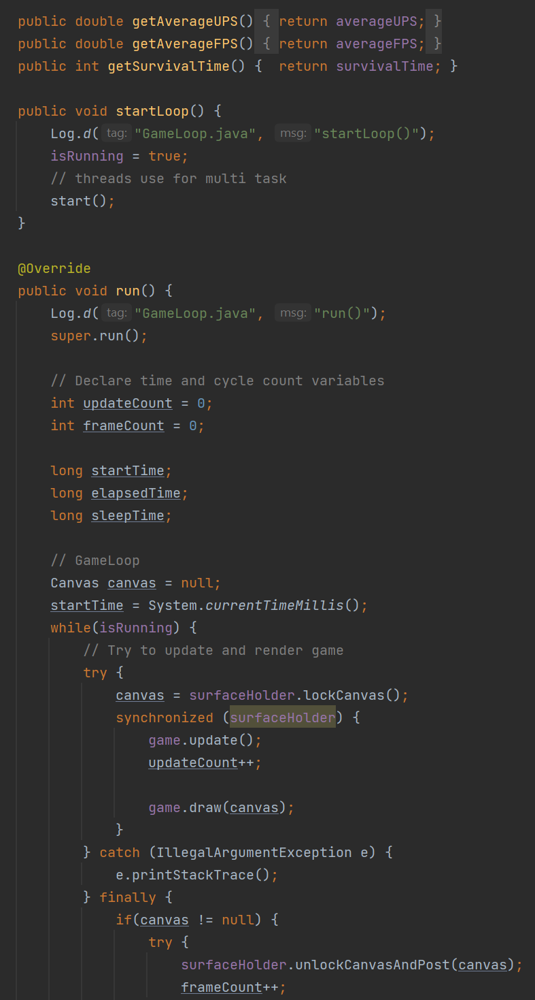 public double getAverageUPS() { return averageUPS; }
public double getAverageFPS() { return averageFPS; }
public int getSurvivalTime() {  return survivalTime; }

public void startLoop() {
    Log.d( tag: "GameLoop.java", msg: "startLoop()");
    isRunning = true;
    // threads use for multi task
    start();
}

@Override
public void run() {
    Log.d( tag: "GameLoop.java", msg: "run()");
    super.run();

    // Declare time and cycle count variables
    int updateCount = 0;
    int frameCount = 0;

    long startTime;
    long elapsedTime;
    long sleepTime;

    // GameLoop
    Canvas canvas = null;
    startTime = System.currentTimeMillis();
    while(isRunning) {
        // Try to update and render game
        try {
            canvas = surfaceHolder.lockCanvas();
            synchronized (surfaceHolder) {
                game.update();
                updateCount++;

                game.draw(canvas);
            }
        } catch (IllegalArgumentException e) {
            e.printStackTrace();
        } finally {
            if(canvas != null) {
                try {
                    surfaceHolder.unlockCanvasAndPost(canvas);
                    frameCount++;